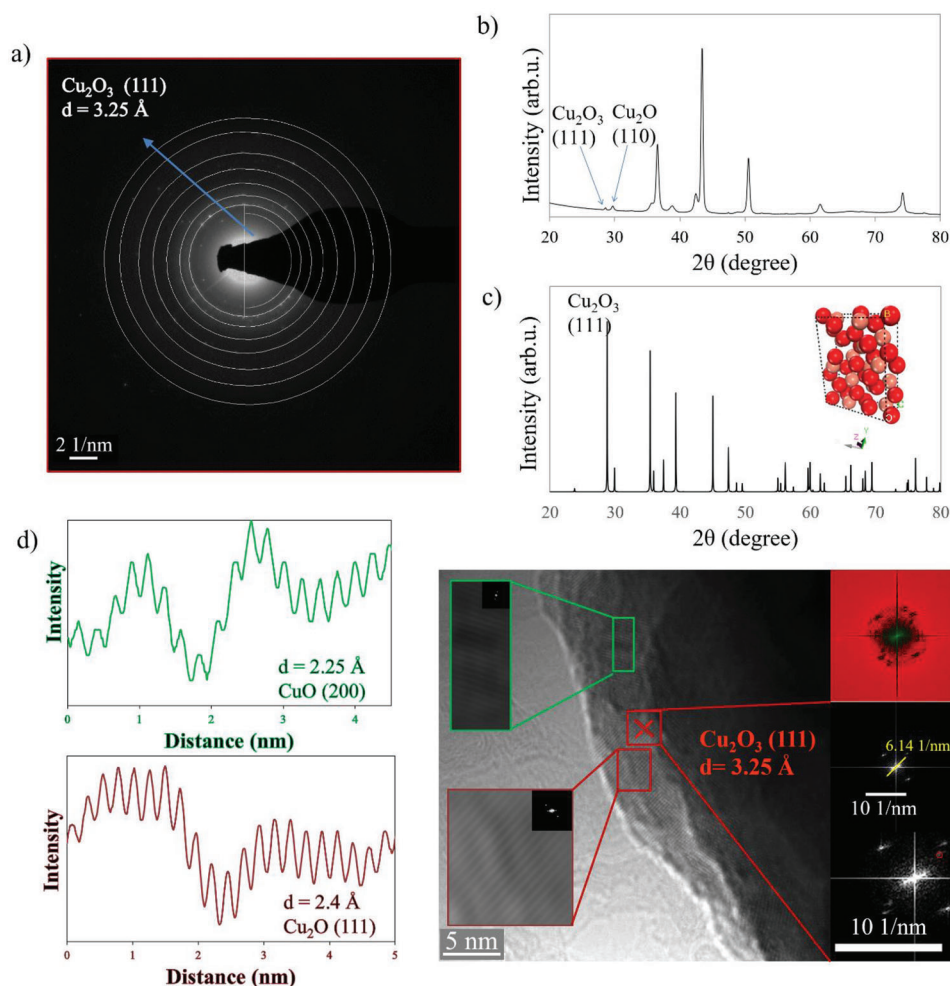 a)
Cu₂O₃ (111)
d = 3.25 Å
2 1/nm
b)
Intensity (arb.u.)
Cu₂O₃
(111)
Cu₂O
(110)
20 30 40 50 60 70 80
2θ (degree)
c)
Intensity (arb.u.)
Cu₂O₃
(111)
20 30 40 50 60 70 80
2θ (degree)
d)
Intensity
d = 2.25 Å
CuO (200)
0 1 2 3 4
Distance (nm)
Intensity
d = 2.4 Å
Cu₂O (111)
0 1 2 3 4 5
Distance (nm)
Cu₂O₃ (111)
d= 3.25 Å
5 nm
6.14 1/nm
10 1/nm
10 1/nm